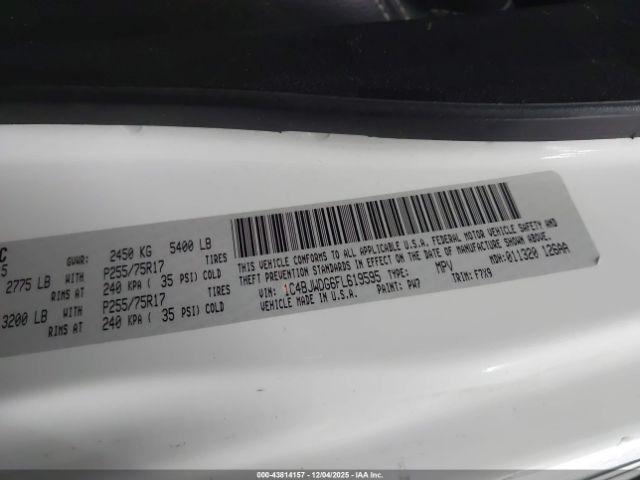 C
5
GVWR: 2450 KG 5400 LB
2775 LB WITH P255/75R17 TIRES
RIMS AT 240 KPA ( 35 PSI) COLD
3200 LB WITH P255/75R17 TIRES
RIMS AT 240 KPA ( 35 PSI) COLD
THIS VEHICLE CONFORMS TO ALL APPLICABLE U.S.A. FEDERAL MOTOR VEHICLE SAFETY AND
THEFT PREVENTION STANDARDS IN EFFECT ON THE DATE OF MANUFACTURE SHOWN ABOVE.
VIN: 1C4BJWDG6FL619595 TYPE: MPV MDH: 011320 126AA
VEHICLE MADE IN U.S.A. PAINT: PW7 TRIM: F7X9
000-43814157 12/04/2025 Copyright © 2025 IAA Inc.